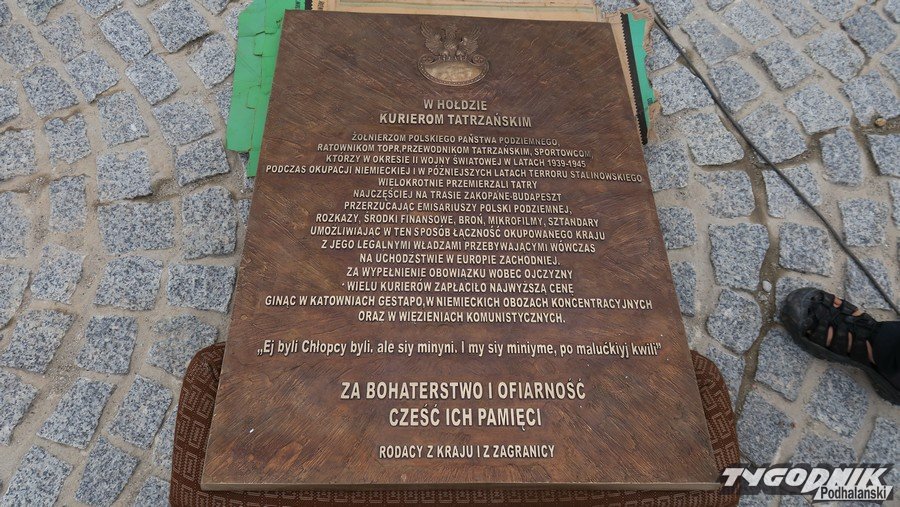 W HOŁDZIE
KURIEROM TATRZAŃSKIM
ŻOŁNIERZOM POLSKIEGO PAŃSTWA PODZIEMNEGO,
RATOWNIKOM TOPR, PRZEWODNIKOM TATRZAŃSKIM, SPORTOWCOM,
KTÓRZY W OKRESIE II WOJNY ŚWIATOWEJ W LATACH 1939-1945
PODCZAS OKUPACJI NIEMIECKIEJ I W PÓŹNIEJSZYCH LATACH TERRORU STALINOWSKIEGO
WIELOKROTNIE PRZEMIERZALI TATRY
NAJCZĘŚCIEJ NA TRASIE ZAKOPANE-BUDAPESZT
PRZERZUCAJĄC EMISARIUSZY POLSKI PODZIEMNEJ,
ROZKAZY, ŚRODKI FINANSOWE, BROŃ, MIKROFILMY, SZTANDARY
UMOŻLIWIAJĄC W TEN SPOSÓB ŁĄCZNOŚĆ OKUPOWANEGO KRAJU
Z JEGO LEGALNYMI WŁADZAMI PRZEBYWAJĄCYMI WÓWCZAS
NA UCHODŹSTWIE W EUROPIE ZACHODNIEJ.
ZA WYPEŁNIENIE OBOWIĄZKU WOBEC OJCZYZNY
WIELU KURIERÓW ZAPŁACIŁO NAJWYŻSZĄ CENĘ
GINĄC W KATOWNIACH GESTAPO, W NIEMIECKICH OBOZACH KONCENTRACYJNYCH
ORAZ W WIĘZIENIACH KOMUNISTYCZNYCH.
„Ej byli Chłopcy byli, ale siy minyni. I my siy miniyme, po malućkiyj kwili”
ZA BOHATERSTWO I OFIARNOŚĆ
CZEŚĆ ICH PAMIĘCI
RODACY Z KRAJU I Z ZAGRANICY
TYGODNIK
Podhalański